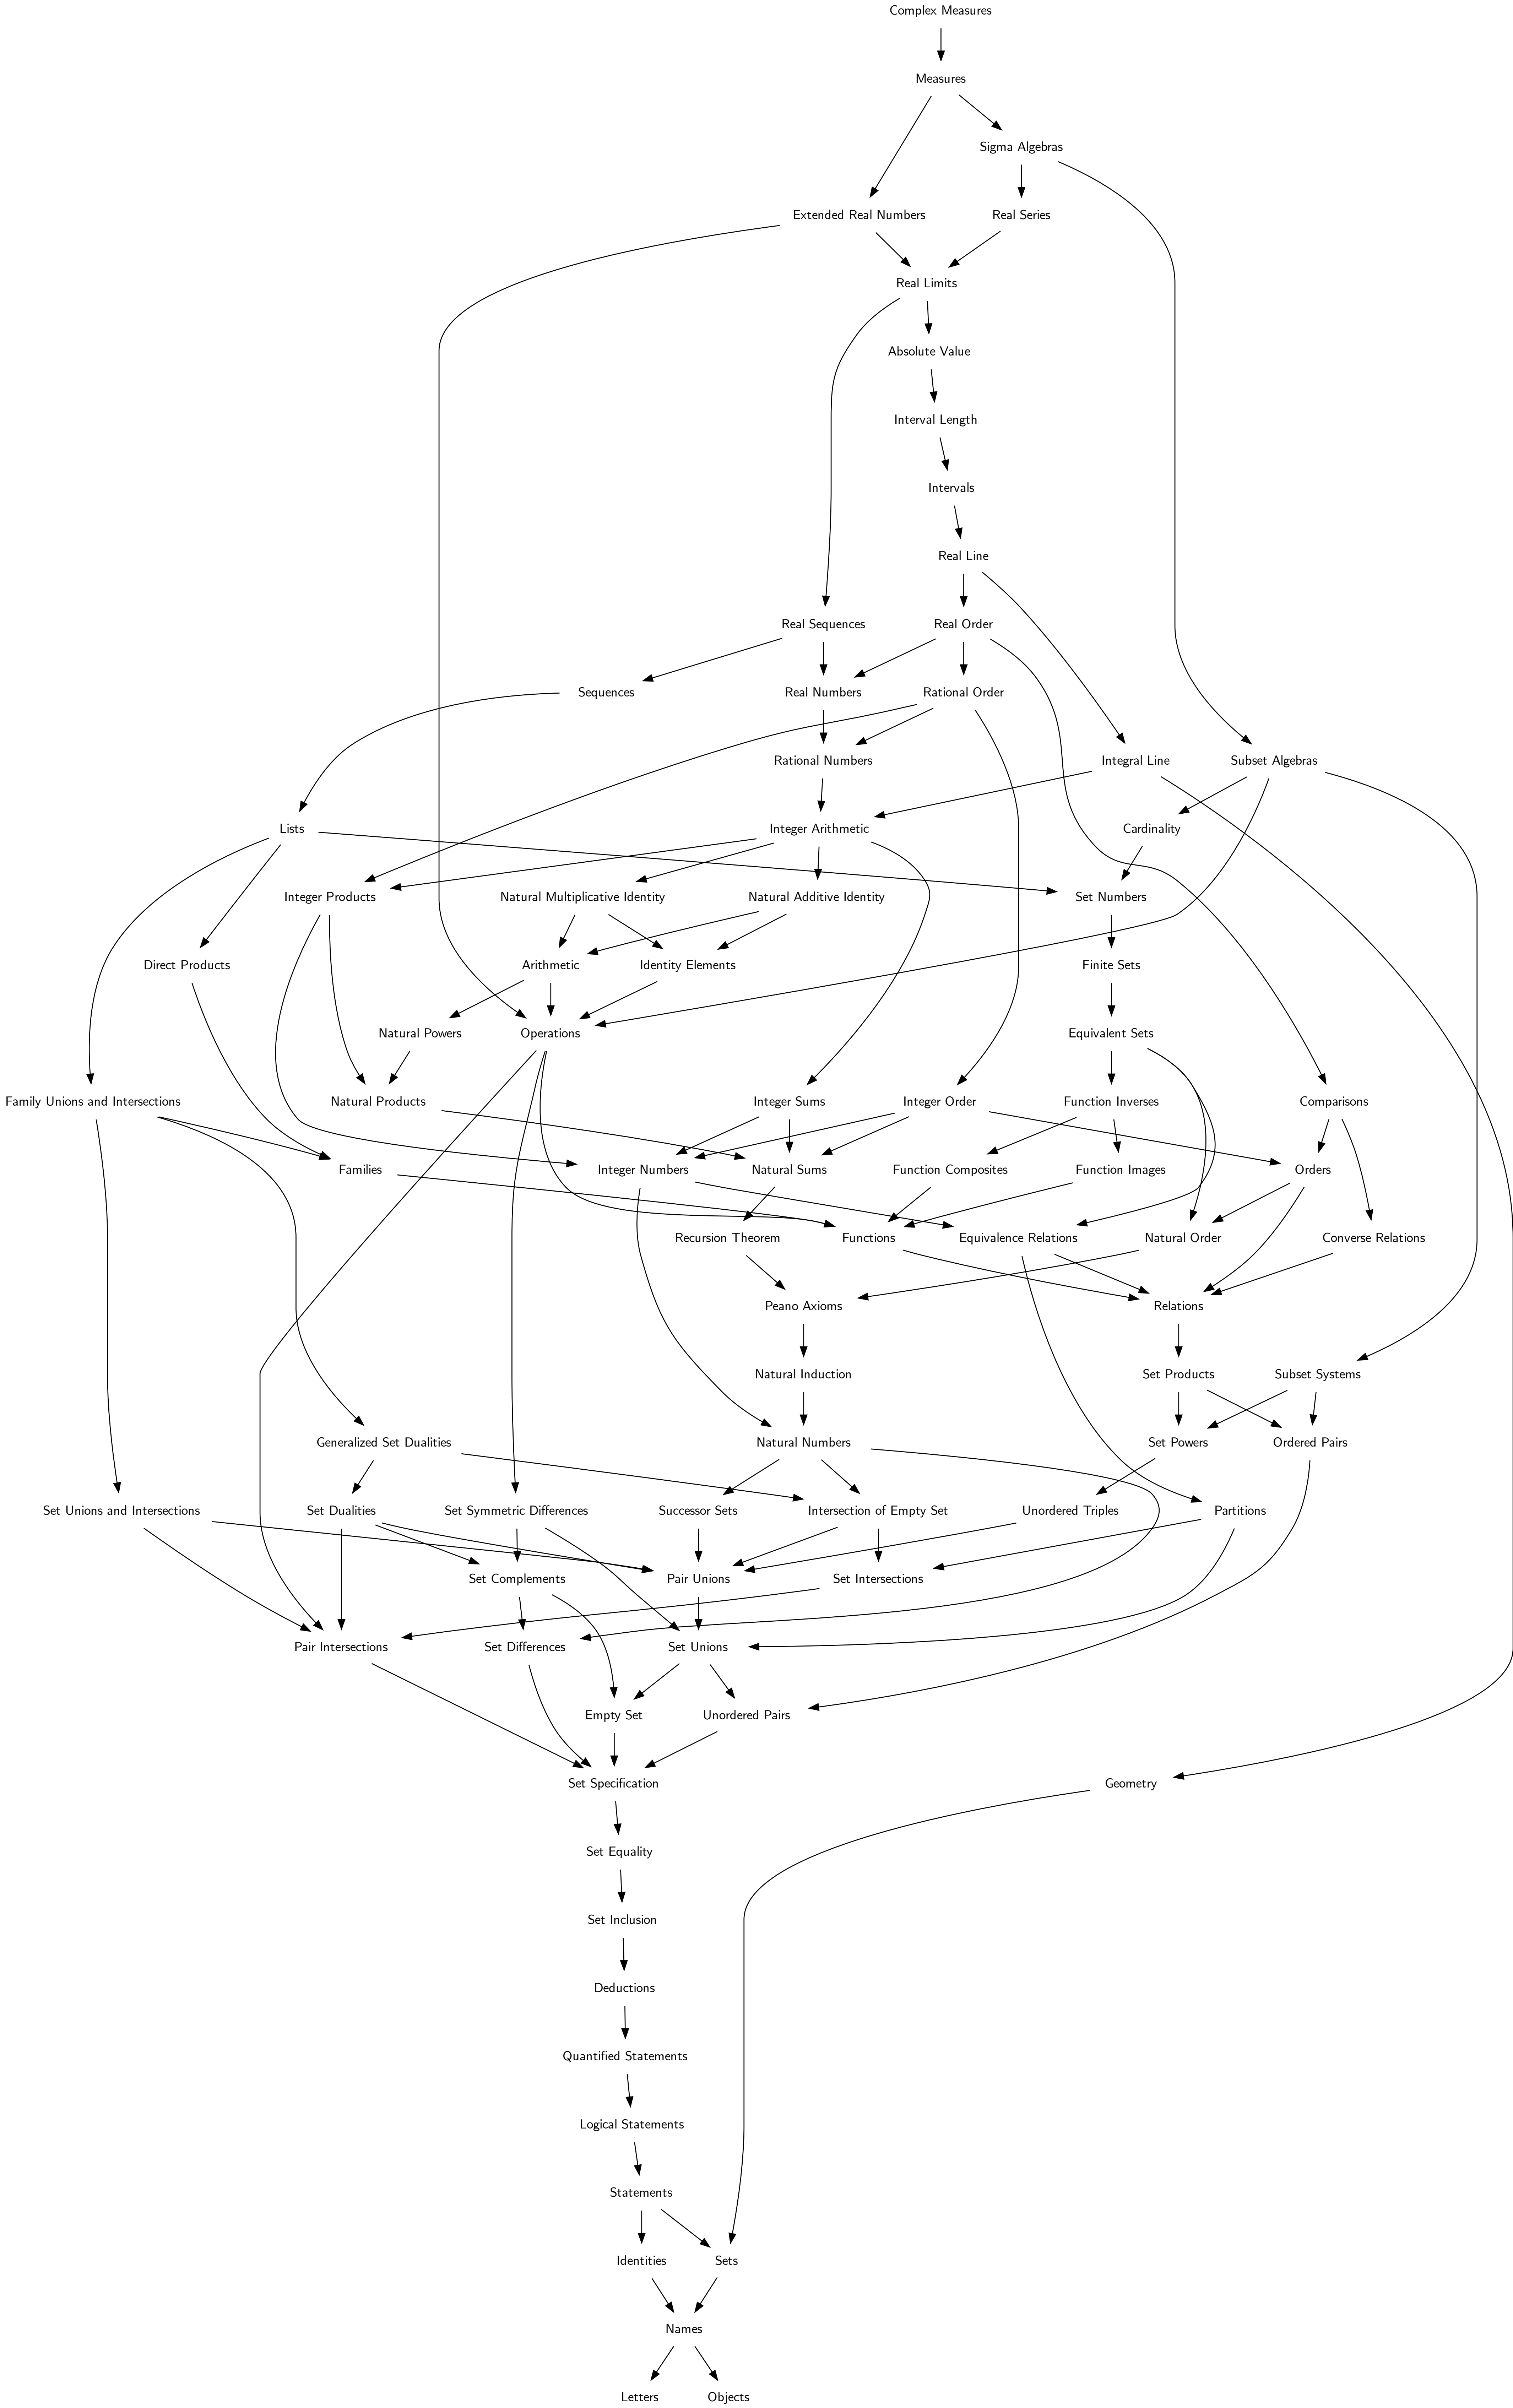 Complex Measures
Measures
Sigma Algebras
Extended Real Numbers
Real Series
Real Limits
Absolute Value
Interval Length
Intervals
Real Line
Real Sequences
Real Order
Sequences
Real Numbers
Rational Order
Rational Numbers
Integral Line
Subset Algebras
Lists
Integer Arithmetic
Cardinality
Integer Products
Natural Multiplicative Identity
Natural Additive Identity
Set Numbers
Direct Products
Arithmetic
Identity Elements
Finite Sets
Natural Powers
Operations
Equivalent Sets
Family Unions and Intersections
Natural Products
Integer Sums
Integer Order
Function Inverses
Comparisons
Families
Integer Numbers
Natural Sums
Function Composites
Function Images
Orders
Recursion Theorem
Functions
Equivalence Relations
Natural Order
Converse Relations
Peano Axioms
Relations
Natural Induction
Set Products
Subset Systems
Generalized Set Dualities
Natural Numbers
Set Powers
Ordered Pairs
Set Unions and Intersections
Set Dualities
Set Symmetric Differences
Successor Sets
Intersection of Empty Set
Unordered Triples
Partitions
Set Complements
Pair Unions
Set Intersections
Pair Intersections
Set Differences
Set Unions
Empty Set
Unordered Pairs
Set Specification
Geometry
Set Equality
Set Inclusion
Deductions
Quantified Statements
Logical Statements
Statements
Identities
Sets
Names
Letters
Objects